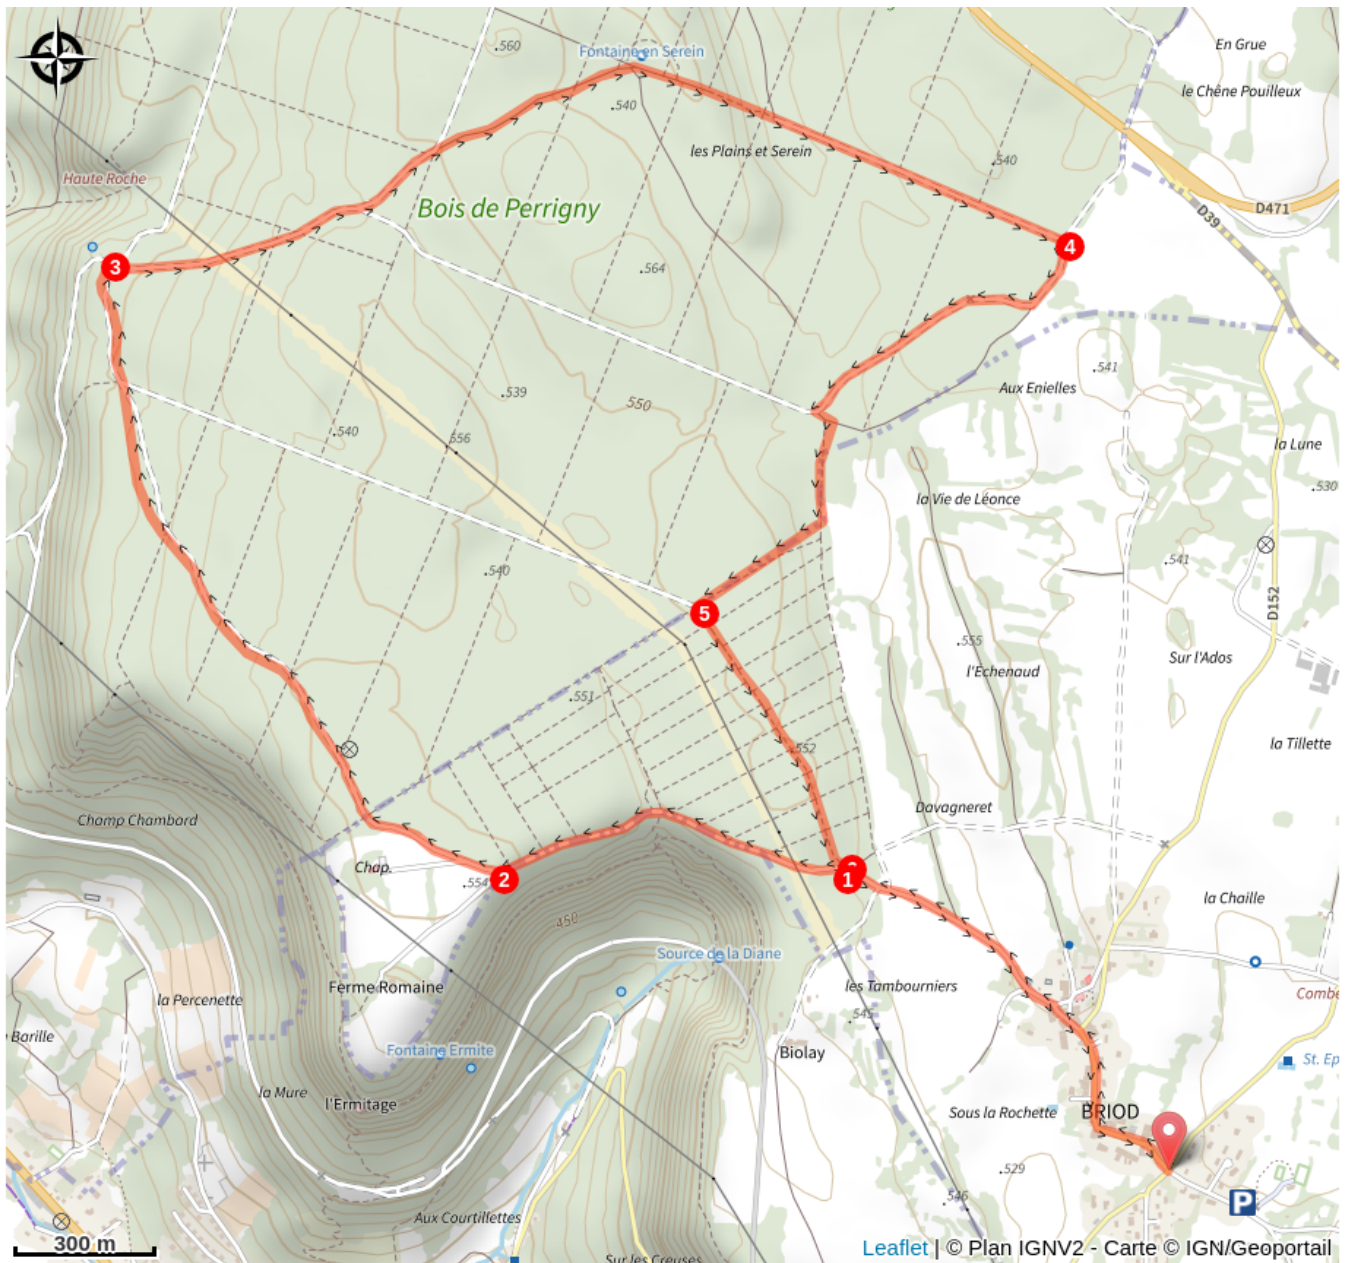 .560
Fontaine en Serein
En Grue
le Chêne Pouilleux
.540
les Plains et Serein
.540
Haute Roche
Bois de Perrigny
D471
D39
4
3
.564
.541
Aux Enielles
.539
550
.540
.556
la Lune
la Vie de Léonce
.530
.540
.541
D152
5
.555
l'Echenaud
Sur l'Ados
.551
.552
la Tillette
Davagneret
Champ Chambard
Chap.
.554
2
1
la Chaille
450
Source de la Diane
la Percenette
Ferme Romaine
les Tambourniers
Combe
.545
Barille
Fontaine Ermite
Biolay
St. Ep
la Mure
l'Ermitage
Sous la Rochette
BRIOD
.529
.546
P
Aux Courtillettes
300 m
Sur les Creuses
Leaflet | © Plan IGNV2 - Carte © IGN/Geoportail